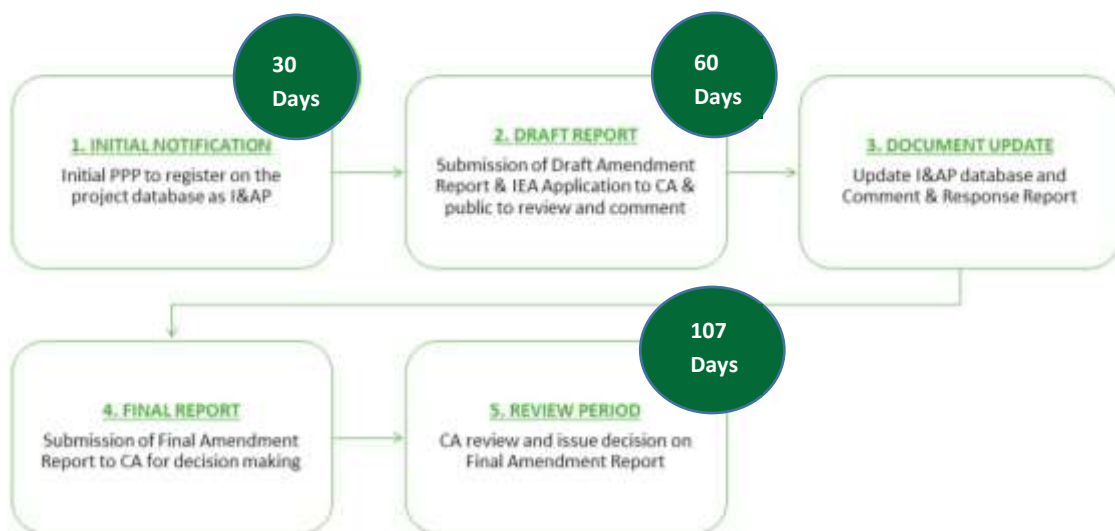 30
Days
1. INITIAL NOTIFICATION
Initial PPP to register on the
project database as I&AP
60
Days
2. DRAFT REPORT
Submission of Draft Amendment
Report & IEA Application to CA &
public to review and comment
3. DOCUMENT UPDATE
Update I&AP database and
Comment & Response Report
4. FINAL REPORT
Submission of Final Amendment
Report to CA for decision making
107
Days
5. REVIEW PERIOD
CA review and issue decision on
Final Amendment Report